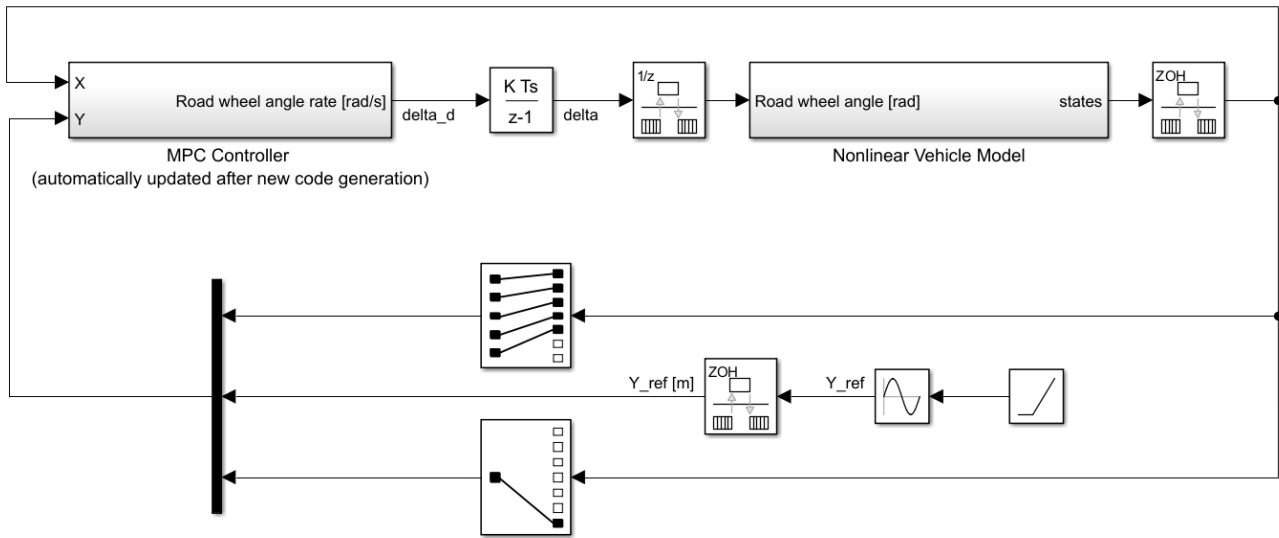 X
Y
Road wheel angle rate [rad/s]
delta_d
K Ts
z-1
delta
1/z
Road wheel angle [rad]
states
ZOH
MPC Controller
(automatically updated after new code generation)
Nonlinear Vehicle Model
Y_ref [m]
ZOH
Y_ref